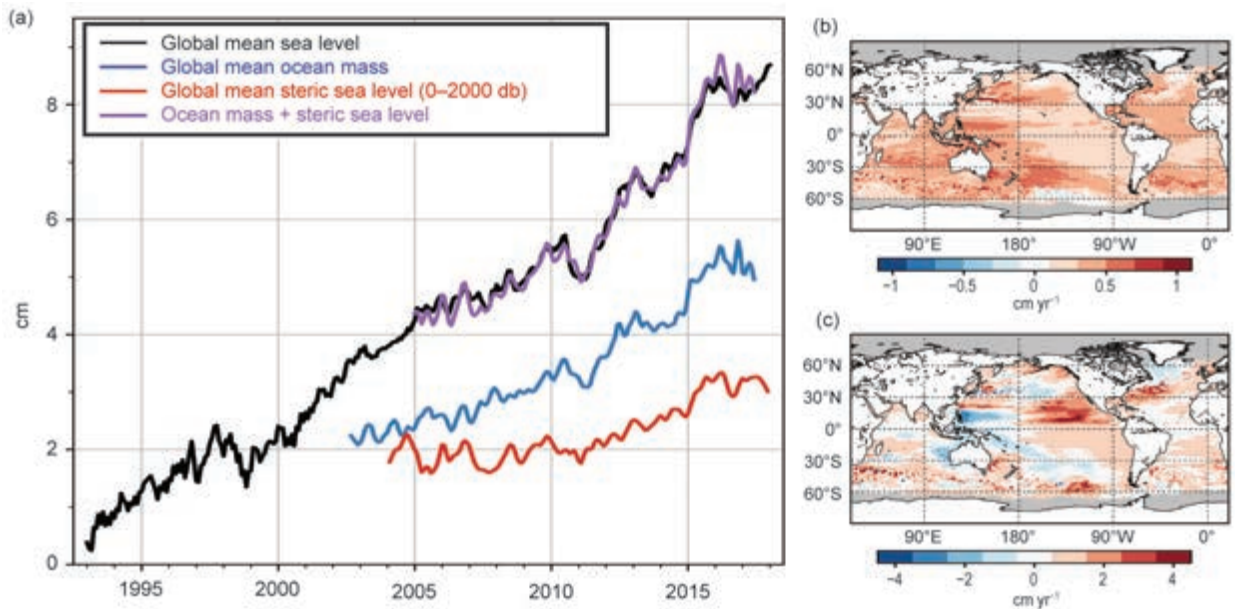 (a)
Global mean sea level
Global mean ocean mass
Global mean steric sea level (0–2000 db)
Ocean mass + steric sea level
cm
8
6
4
2
0
1995 2000 2005 2010 2015
(b)
60°N
30°N
0°
30°S
60°S
90°E 180° 90°W 0°
−1 −0.5 0 0.5 1
cm yr⁻¹
(c)
60°N
30°N
0°
30°S
60°S
90°E 180° 90°W 0°
−4 −2 0 2 4
cm yr⁻¹